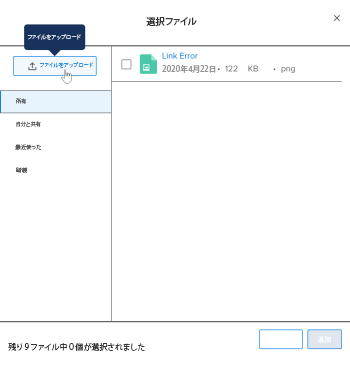 選択ファイル
ファイルをアップロード
ファイルをアップロード
Link Error
2020年4月22日・ 122 KB ・ png
所有
自分と共有
最近使った
残り9ファイル中0個が選択されました
追加